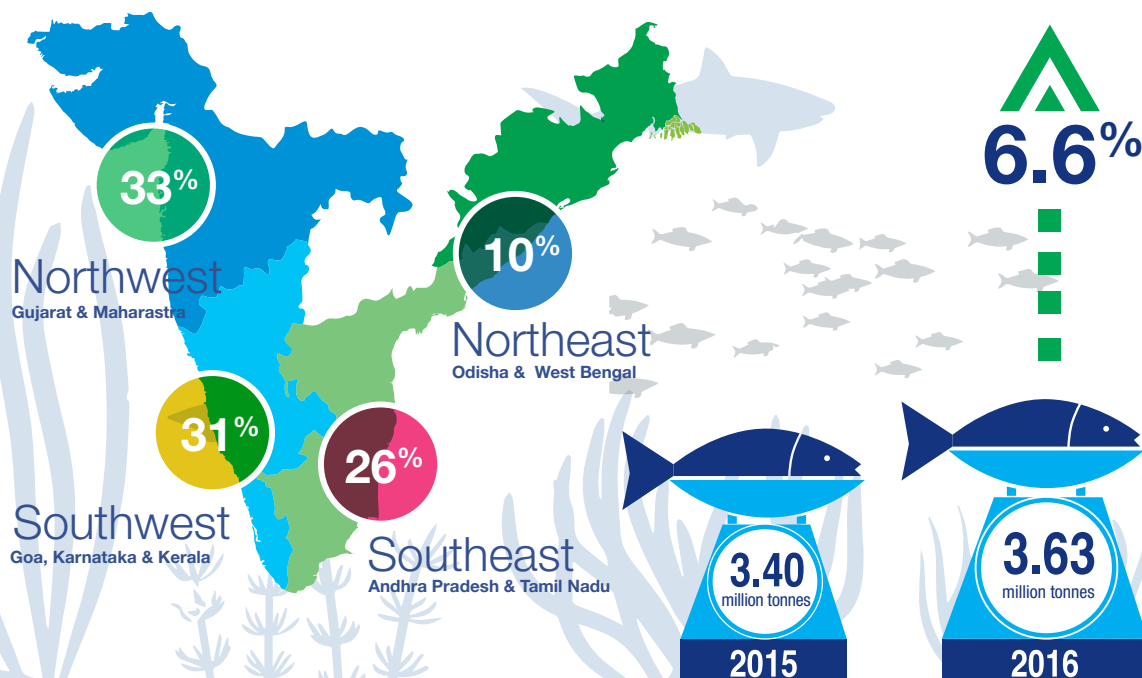 33%
Northwest
Gujarat & Maharastra
10%
Northeast
Odisha & West Bengal
31%
Southwest
Goa, Karnataka & Kerala
26%
Southeast
Andhra Pradesh & Tamil Nadu
6.6%
3.40
million tonnes
2015
3.63
million tonnes
2016